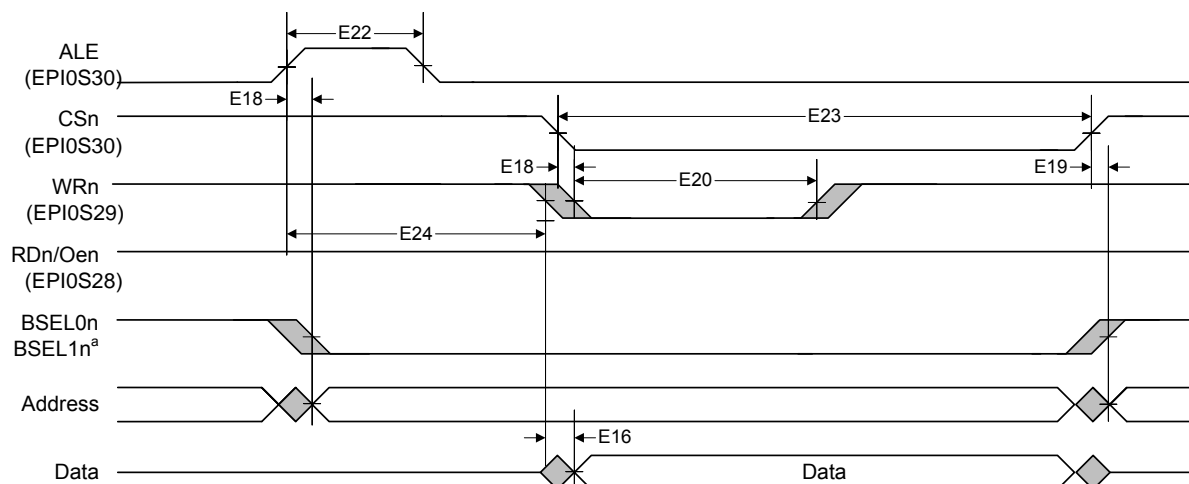 E22
ALE
(EPI0S30)
E18
CSn
(EPI0S30)
E23
E18
E19
WRn
(EPI0S29)
E20
E24
RDn/Oen
(EPI0S28)
BSEL0n
BSEL1nᵃ
Address
E16
Data
Data